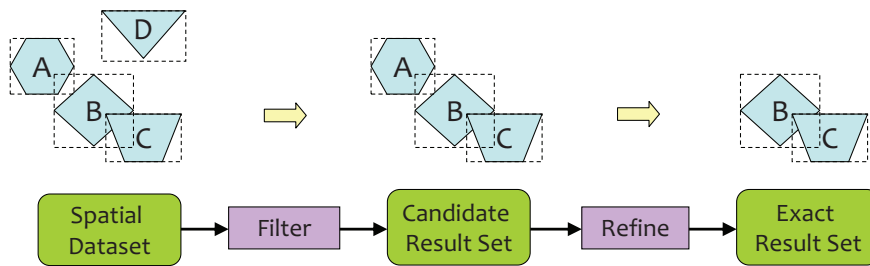 A
D
B
C
A
B
C
B
C
Spatial
Dataset
Filter
Candidate
Result Set
Refine
Exact
Result Set